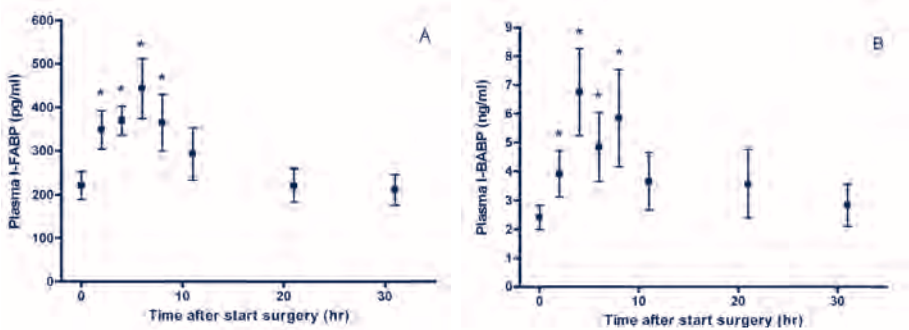 A
Plasma I-FABP (pg/ml)
600
500
400
300
200
100
0
* * * *
0 10 20 30
Time after start surgery (hr)
B
Plasma I-BABP (ng/ml)
9
8
7
6
5
4
3
2
1
0
* * * *
0 10 20 30
Time after start surgery (hr)